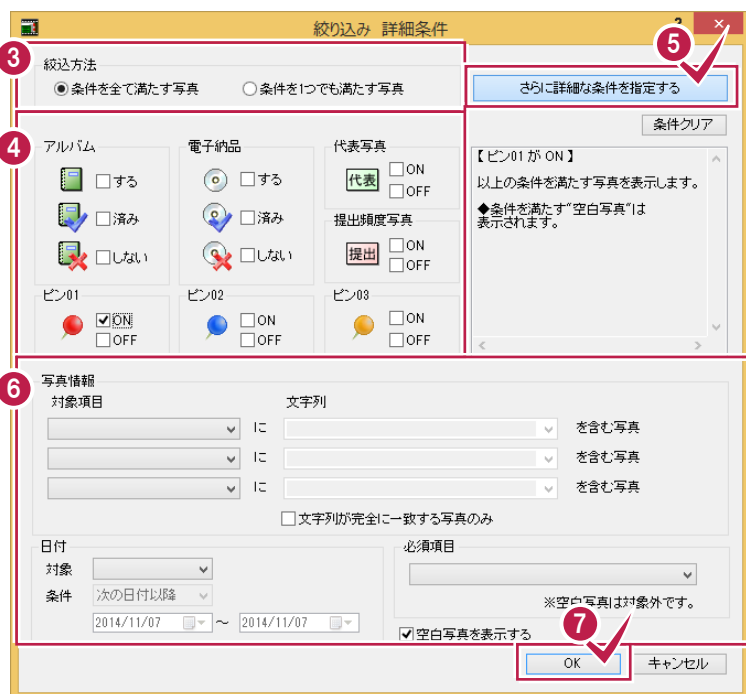 絞り込み 詳細条件
?
×
3
絞込方法
条件を全て満たす写真
条件を1つでも満たす写真
5
さらに詳細な条件を指定する
条件クリア
4
アルバム
する
済み
しない
電子納品
する
済み
しない
代表写真
代表
ON
OFF
提出頻度写真
提出
ON
OFF
ピン01
ON
OFF
ピン02
ON
OFF
ピン03
ON
OFF
【 ピン01 が ON 】
以上の条件を満たす写真を表示します。
◆条件を満たす“空白写真”は
表示されます。
6
写真情報
対象項目
文字列
に
を含む写真
に
を含む写真
に
を含む写真
文字列が完全に一致する写真のみ
日付
対象
条件
次の日付以降
2014/11/07
～
2014/11/07
必須項目
※空白写真は対象外です。
空白写真を表示する
7
OK
キャンセル